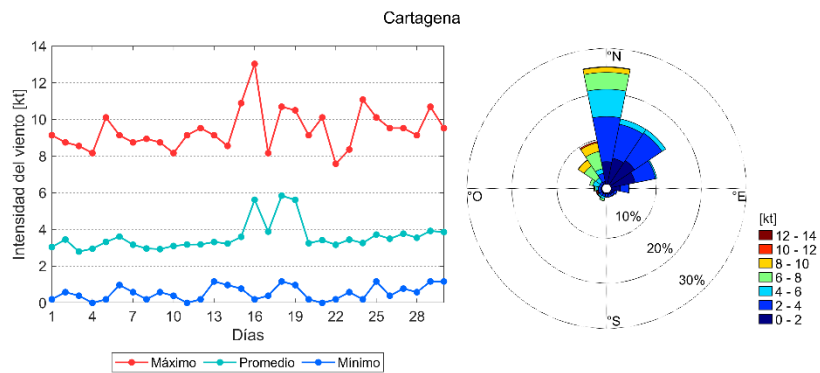 Cartagena
Intensidad del viento [kt]
14
12
10
8
6
4
2
0
1 4 7 10 13 16 19 22 25 28
Días
Máximo Promedio Mínimo
°N
°O °E
°S
10%
20%
30%
[kt]
12 - 14
10 - 12
8 - 10
6 - 8
4 - 6
2 - 4
0 - 2